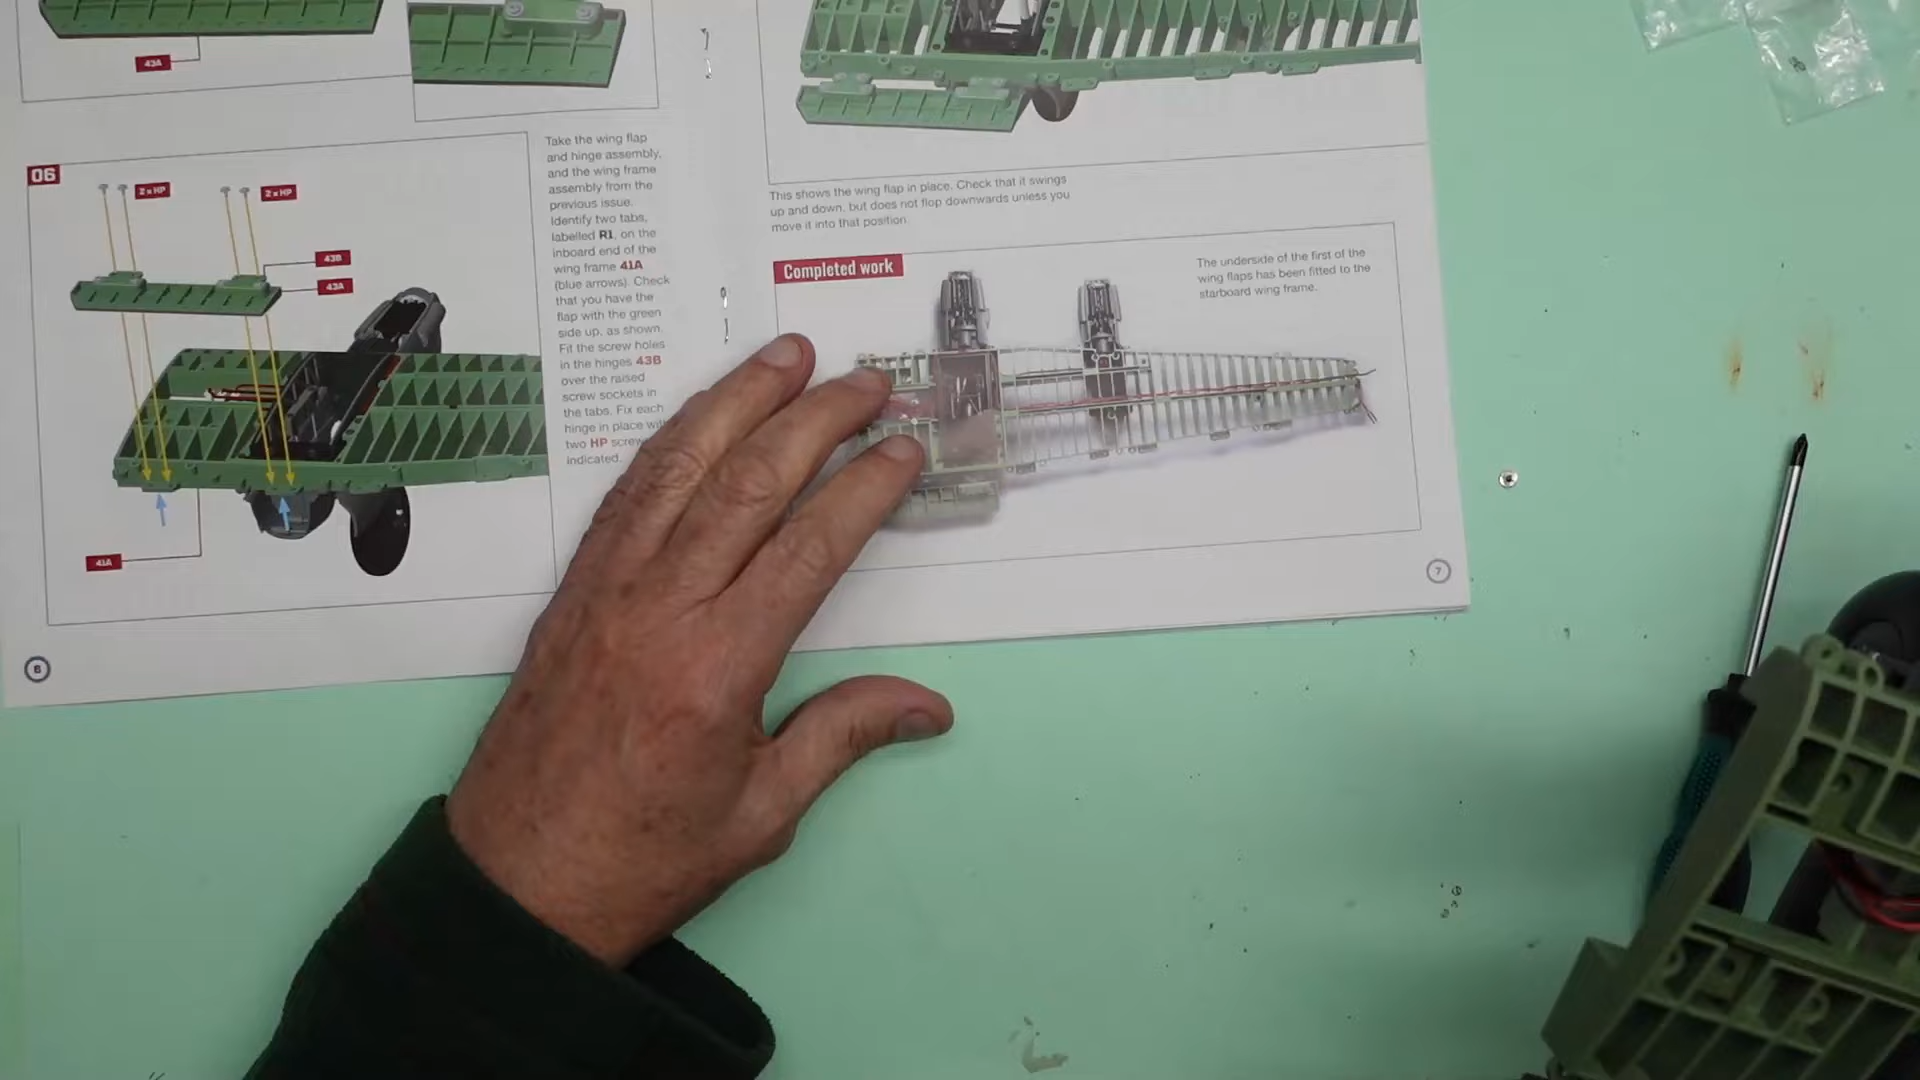 43A
06
2 x HP
2 x HP
43B
43A
41A
Take the wing flap
and hinge assembly,
and the wing frame
assembly from the
previous issue.
Identify two tabs,
labelled R1, on the
inboard end of the
wing frame 41A
(blue arrows). Check
that you have the
flap with the green
side up, as shown.
Fit the screw holes
in the hinges 43B
over the raised
screw sockets in
the tabs. Fix each
hinge in place with
two HP screws
indicated.
6
This shows the wing flap in place. Check that it swings
up and down, but does not flop downwards unless you
move it into that position.
Completed work
The underside of the first of the
wing flaps has been fitted to the
starboard wing frame.
7